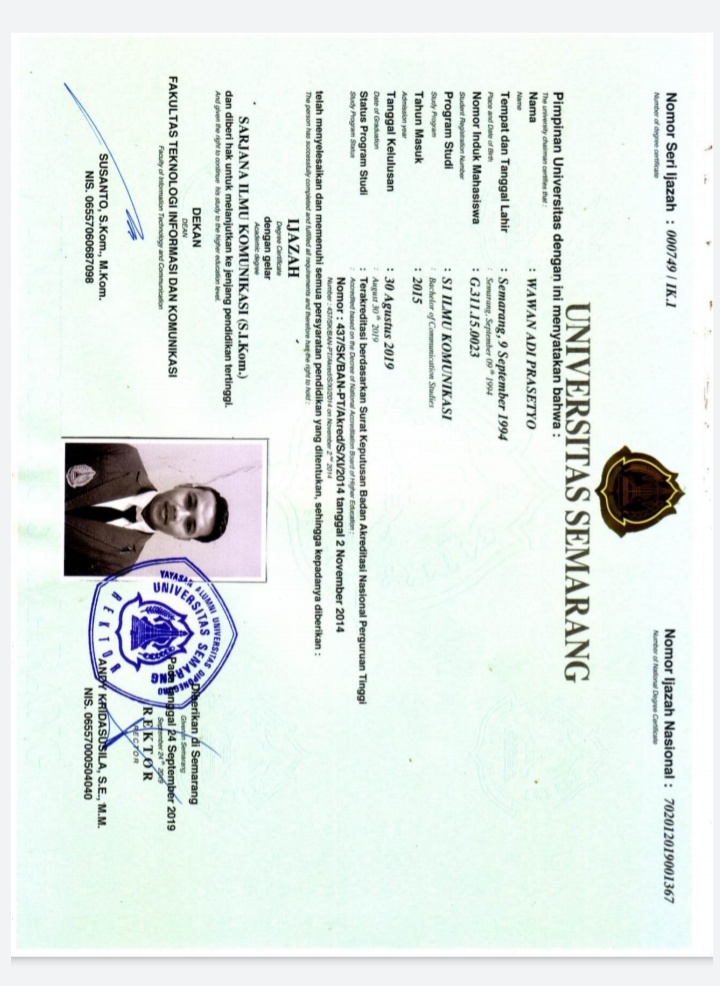 Nomor Seri Ijazah : 000749 / IK.1
Number of degree certificate
Nomor Ijazah Nasional : 702012019001367
Number of National Degree Certificate
UNIVERSITAS SEMARANG
Pimpinan Universitas dengan ini menyatakan bahwa :
The university chairman certifies that :
Nama : WAWAN ADI PRASETYO
Name
Tempat dan Tanggal Lahir : Semarang, 9 September 1994
Place and Date of Birth : Semarang, September 09th 1994
Nomor Induk Mahasiswa : G.311.15.0023
Student Registration Number
Program Studi : S1 ILMU KOMUNIKASI
Study Program Bachelor of Communication Studies
Tahun Masuk : 2015
Admission year
Tanggal Kelulusan : 30 Agustus 2019
Date of Graduation : August 30th 2019
Status Program Studi : Terakreditasi berdasarkan Surat Keputusan Badan Akreditasi Nasional Perguruan Tinggi
Study Program Status : Accredited based on the Decree of National Accreditation Board of Higher Education :
Nomor : 437/SK/BAN-PT/Akred/S/XI/2014 tanggal 2 November 2014
Number : 437/SK/BAN-PT/Akred/S/XI/2014 on November 2nd 2014
telah menyelesaikan dan memenuhi semua persyaratan pendidikan yang ditentukan, sehingga kepadanya diberikan :
The person has successfully completed and fulfilled all requirements and therefore has the right to hold :
IJAZAH
Degree Certificate
dengan gelar
Academic degree
SARJANA ILMU KOMUNIKASI (S.I.Kom.)
dan diberi hak untuk melanjutkan ke jenjang pendidikan tertinggi.
And given the right to continue his study to the higher education level.
DEKAN
DEAN
FAKULTAS TEKNOLOGI INFORMASI DAN KOMUNIKASI
Faculty of Information Technology and Communication
SUSANTO, S.Kom., M.Kom.
NIS. 06557060687098
YAYASAN ALUMNI UNIVERSITAS DIPONEGORO
UNIVERSITAS SEMARANG
REKTOR
Diberikan di Semarang
Given in Semarang
Pada tanggal 24 September 2019
September 24th 2019
REKTOR
RECTOR
ANDY KRIDASUSILA, S.E., M.M.
NIS. 06557000504040